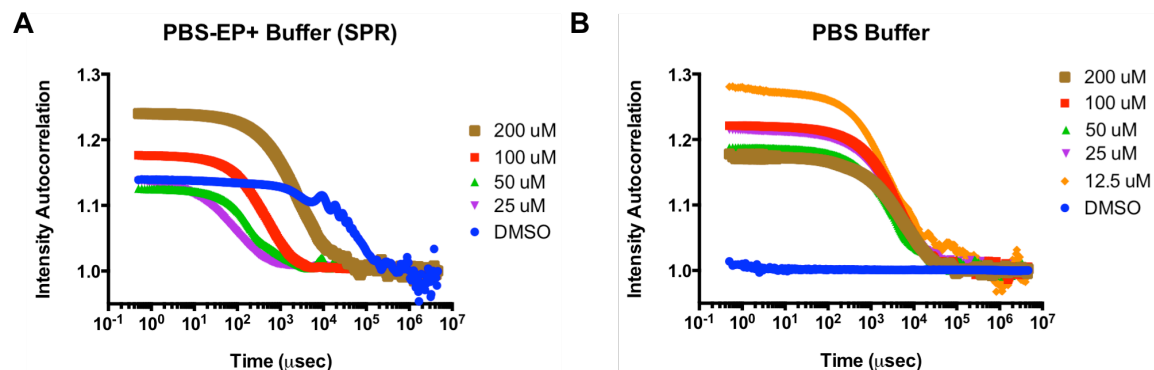 A
PBS-EP+ Buffer (SPR)
Intensity Autocorrelation
1.3
1.2
1.1
1.0
10-1 100 101 102 103 104 105 106 107
Time (μsec)
200 uM
100 uM
50 uM
25 uM
DMSO
B
PBS Buffer
Intensity Autocorrelation
1.3
1.2
1.1
1.0
10-1 100 101 102 103 104 105 106 107
Time (μsec)
200 uM
100 uM
50 uM
25 uM
12.5 uM
DMSO